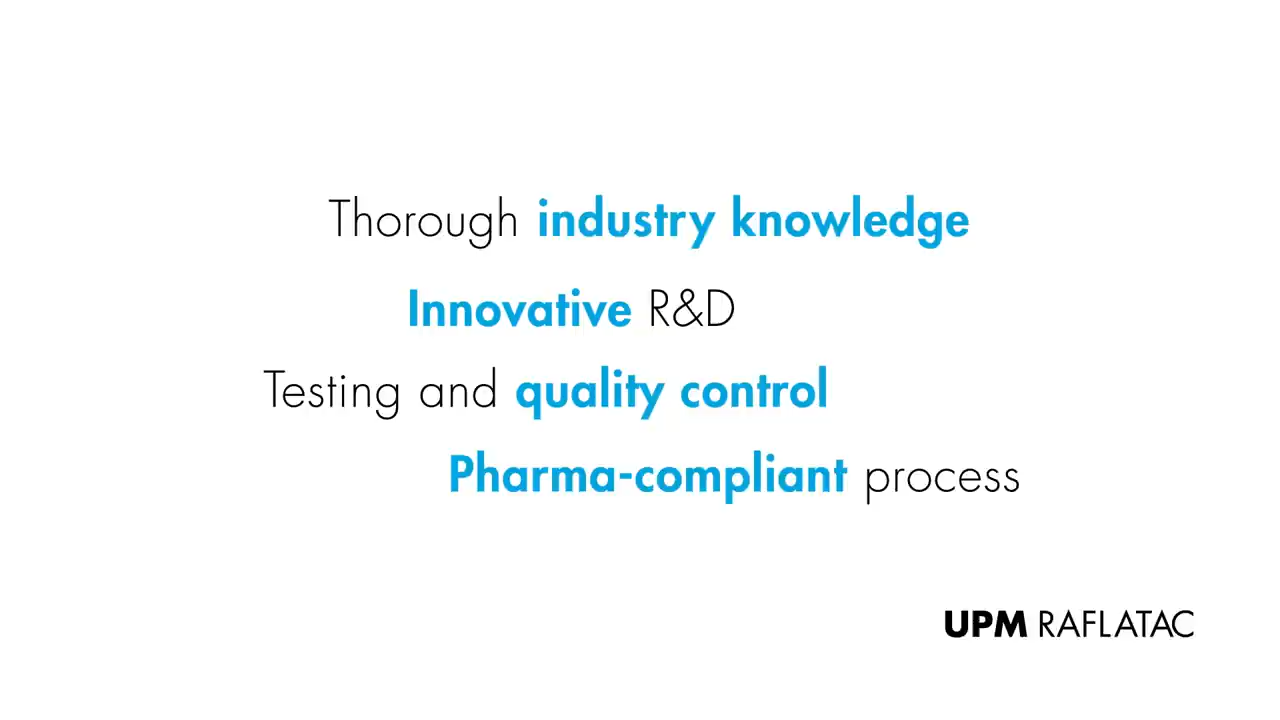 Thorough industry knowledge
Innovative R&D
Testing and quality control
Pharma-compliant process
UPM RAFLATAC